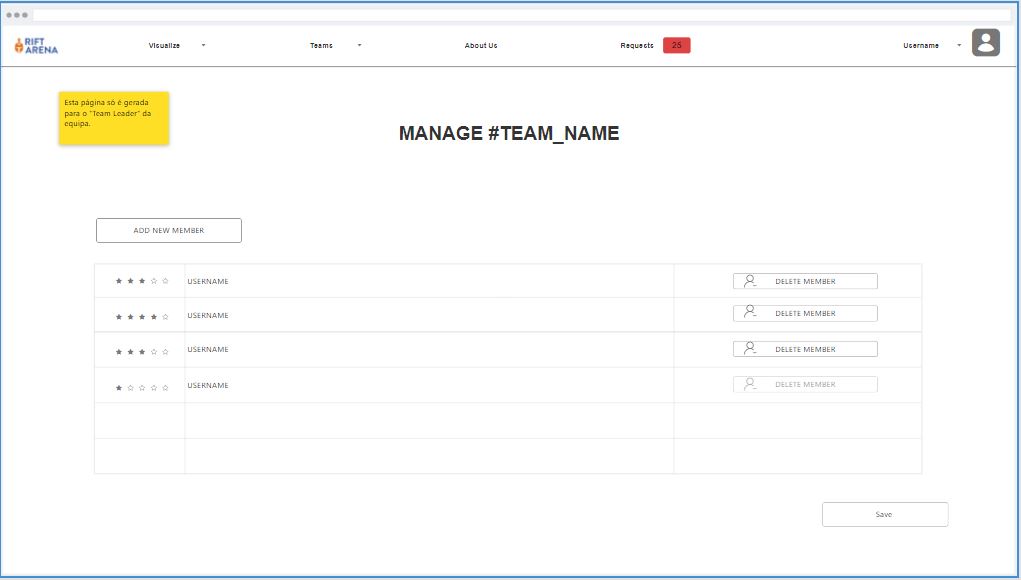 RIFT
ARENA
Visualize
Teams
About Us
Requests
25
Username
Esta página só é gerada
para o "Team Leader" da
equipa.
MANAGE #TEAM_NAME
ADD NEW MEMBER
USERNAME
DELETE MEMBER
USERNAME
DELETE MEMBER
USERNAME
DELETE MEMBER
USERNAME
DELETE MEMBER
Save